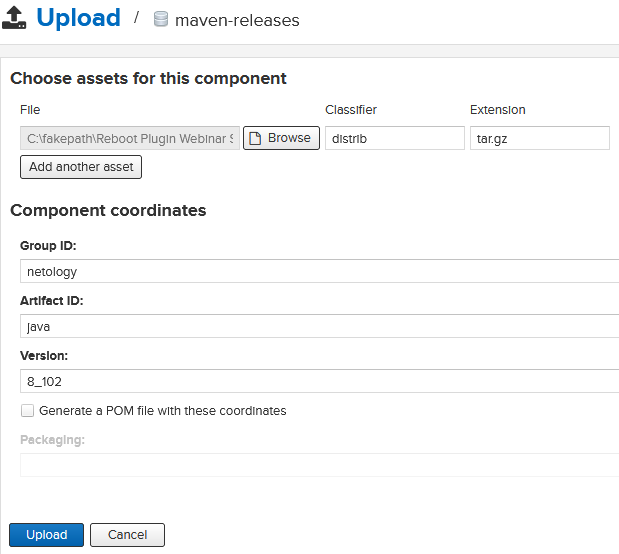 Upload / maven-releases
Choose assets for this component
File Classifier Extension
C:\fakepath\Reboot Plugin Webinar S Browse distrib tar.gz
Add another asset
Component coordinates
Group ID:
netology
Artifact ID:
java
Version:
8_102
Generate a POM file with these coordinates
Packaging:
Upload Cancel